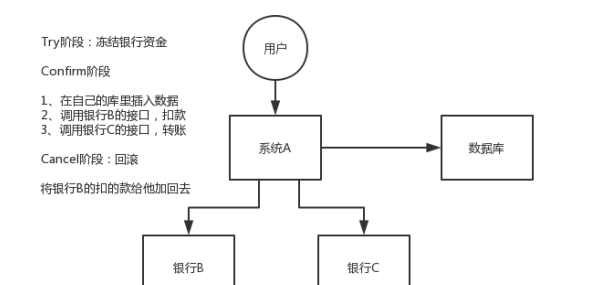 Try阶段：冻结银行资金
Confirm阶段
1、在自己的库里插入数据
2、调用银行B的接口，扣款
3、调用银行C的接口，转账
Cancel阶段：回滚
将银行B的扣的款给他加回去
用户
系统A
数据库
银行B
银行C